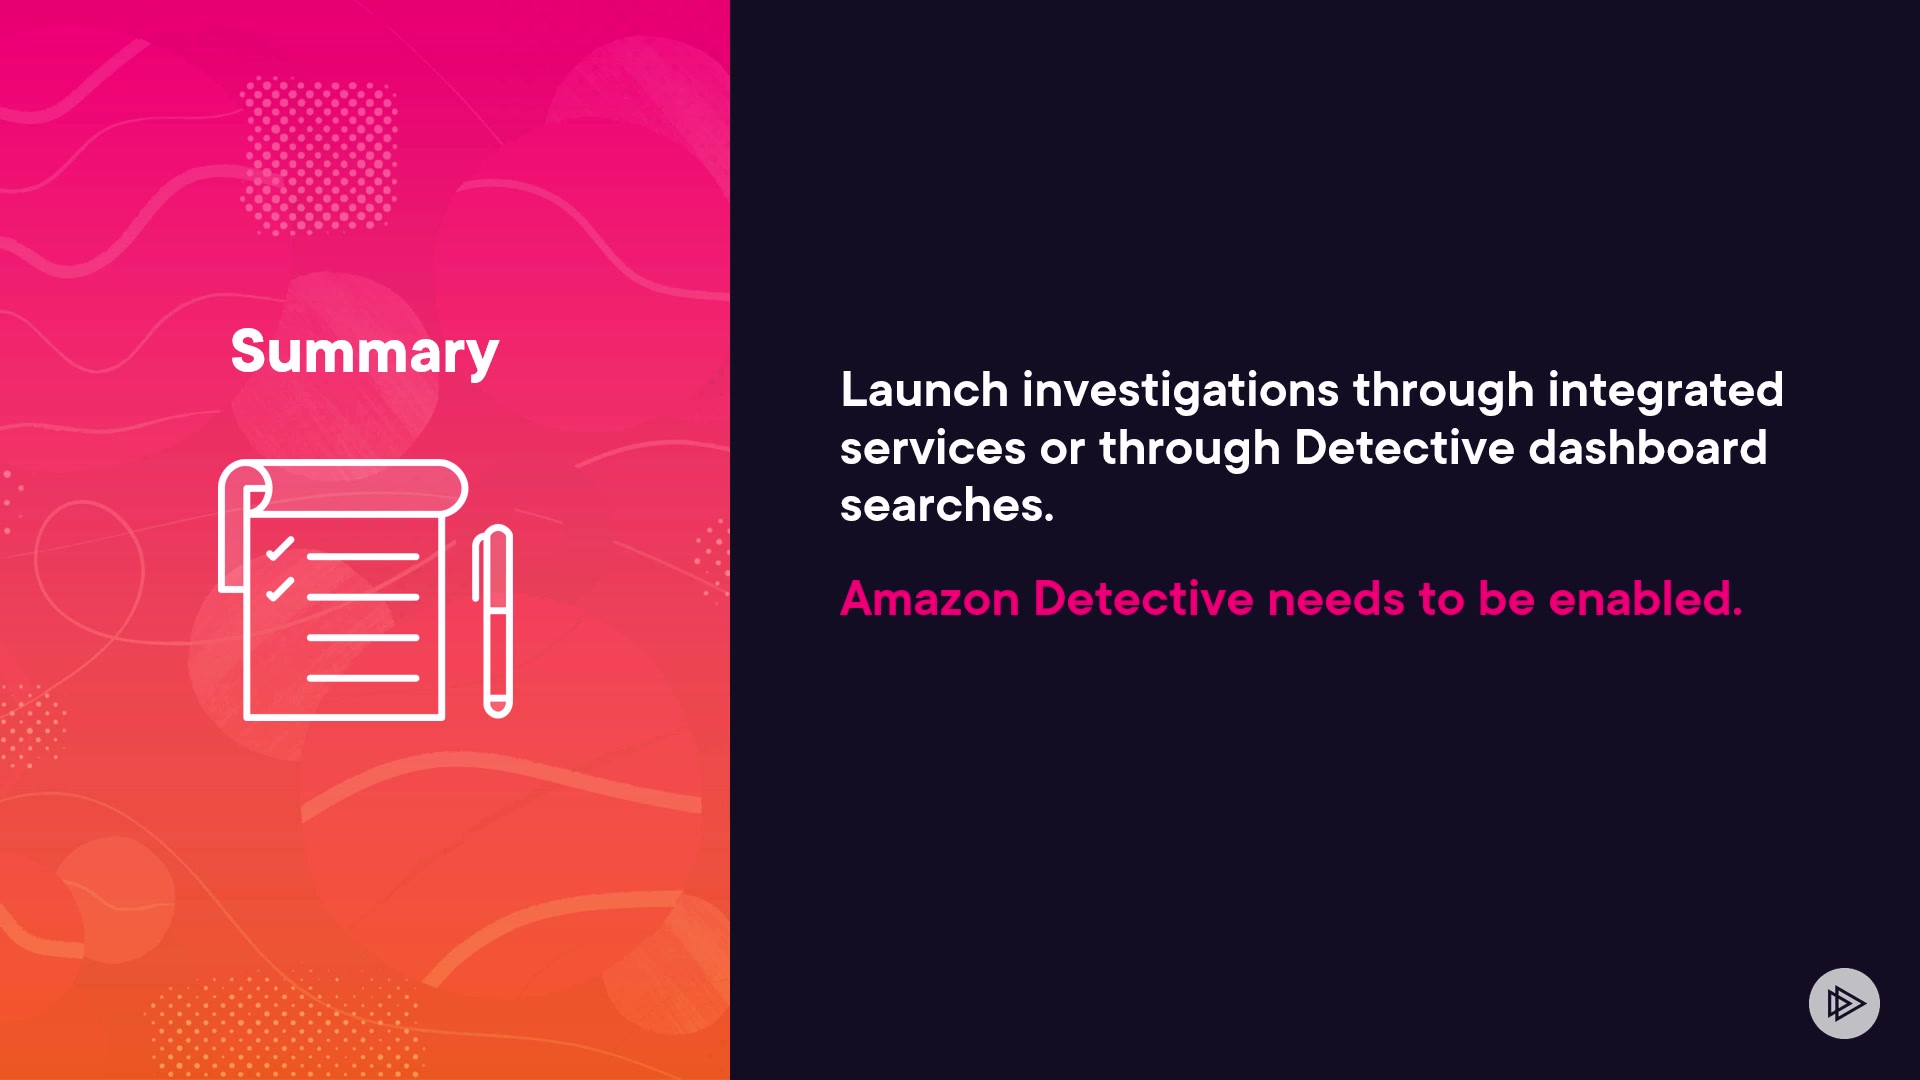 Summary
Launch investigations through integrated
services or through Detective dashboard
searches.
Amazon Detective needs to be enabled.